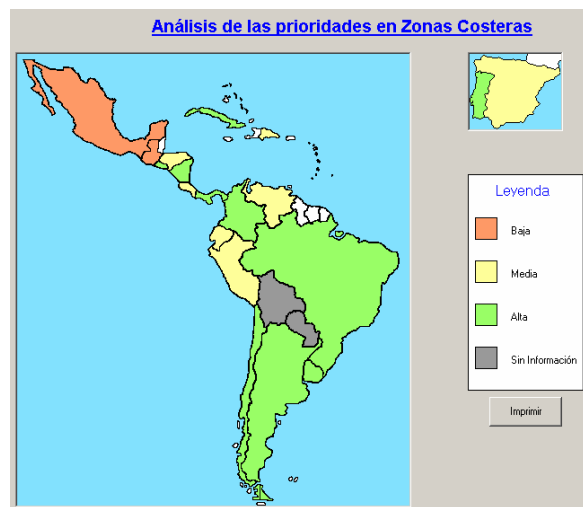 Análisis de las prioridades en Zonas Costeras
Leyenda
Baja
Media
Alta
Sin Información
Imprimir